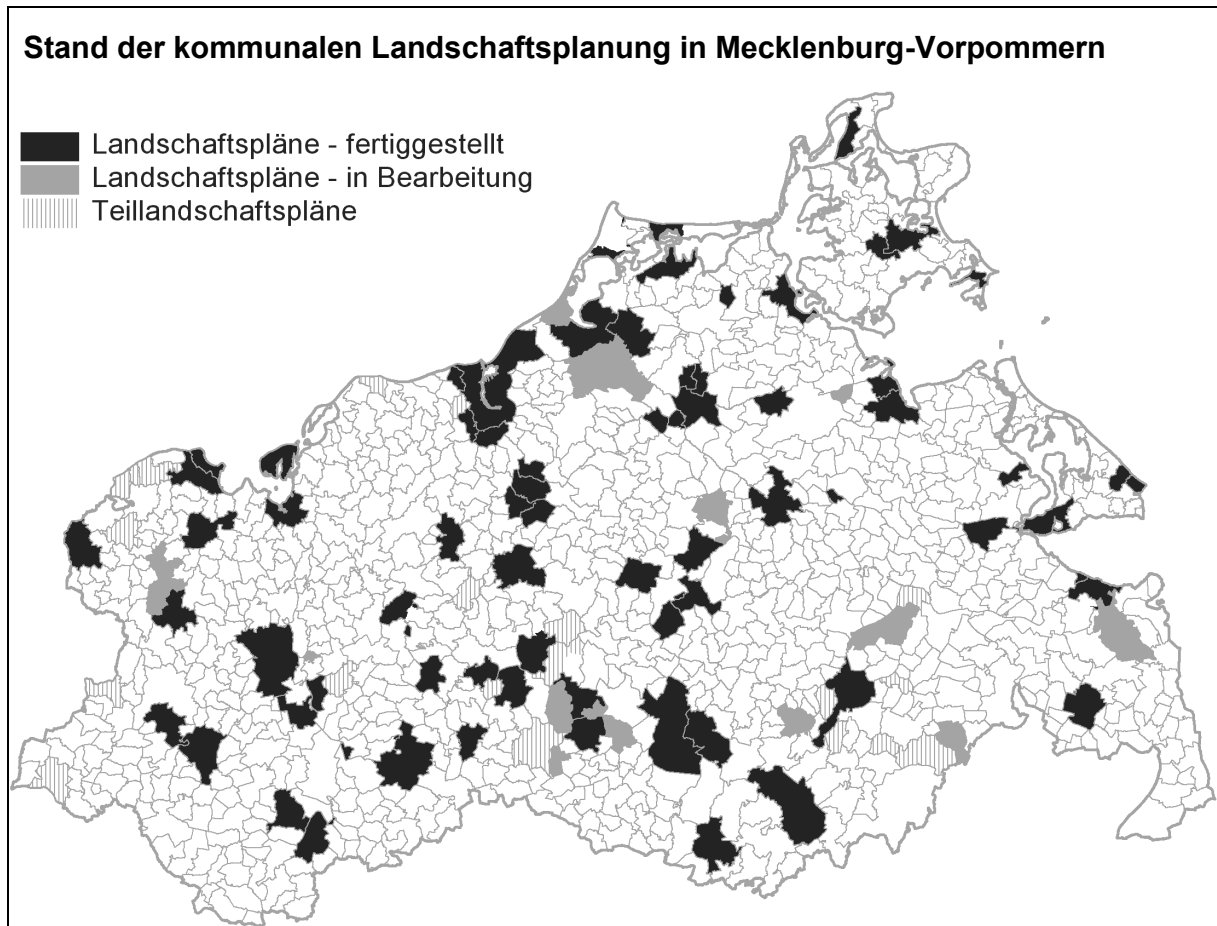 Stand der kommunalen Landschaftsplanung in Mecklenburg-Vorpommern
Landschaftspläne - fertiggestellt
Landschaftspläne - in Bearbeitung
Teillandschaftspläne